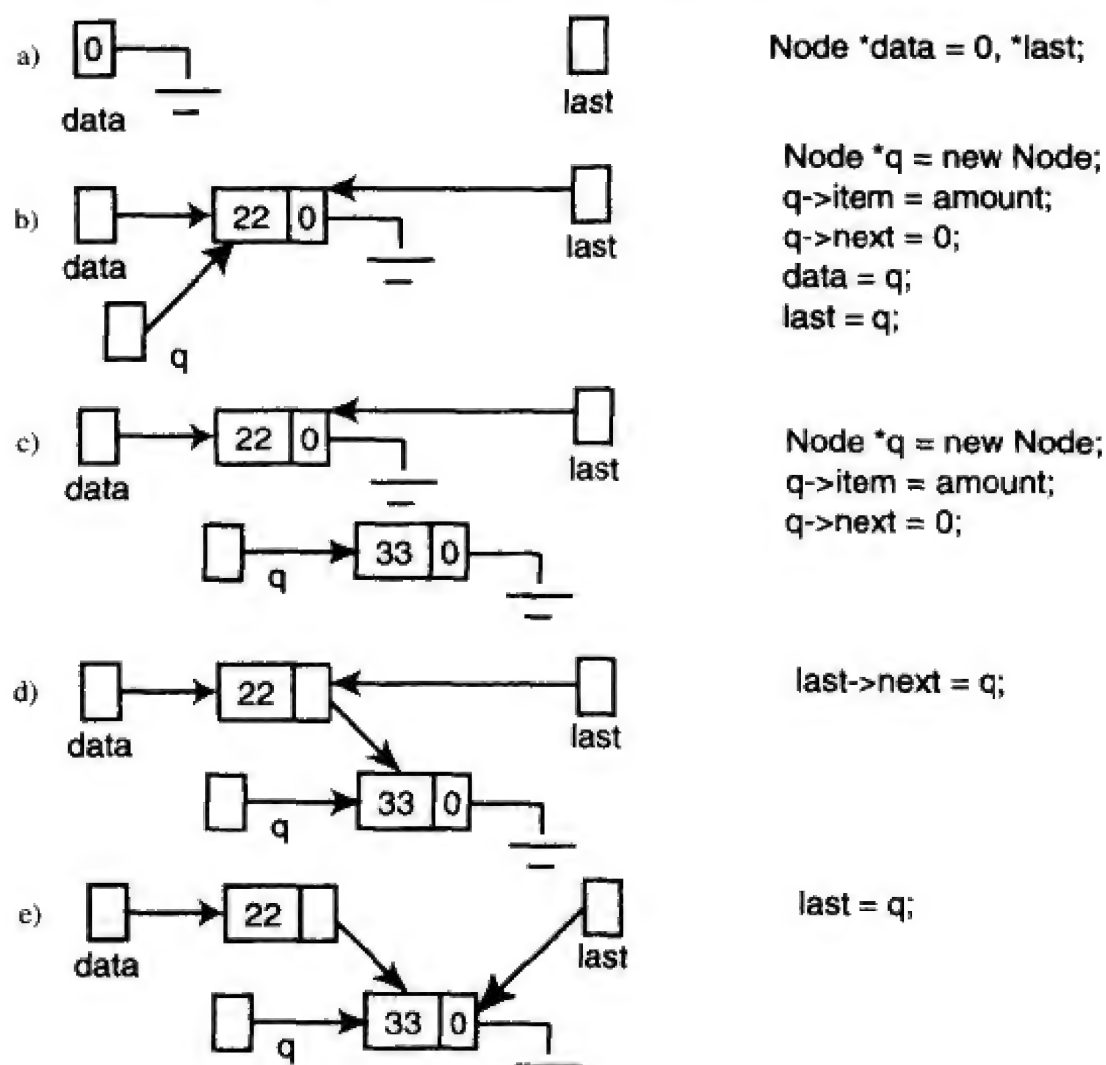 a) 0 Node *data = 0, *last;
data last
Node *q = new Node;
q->item = amount;
b) 22 0 q->next = 0;
data last data = q;
last = q;
q
c) 22 0 Node *q = new Node;
data last q->item = amount;
q->next = 0;
q 33 0
d) 22 last->next = q;
data last
q 33 0
e) 22 last = q;
data last
q 33 0